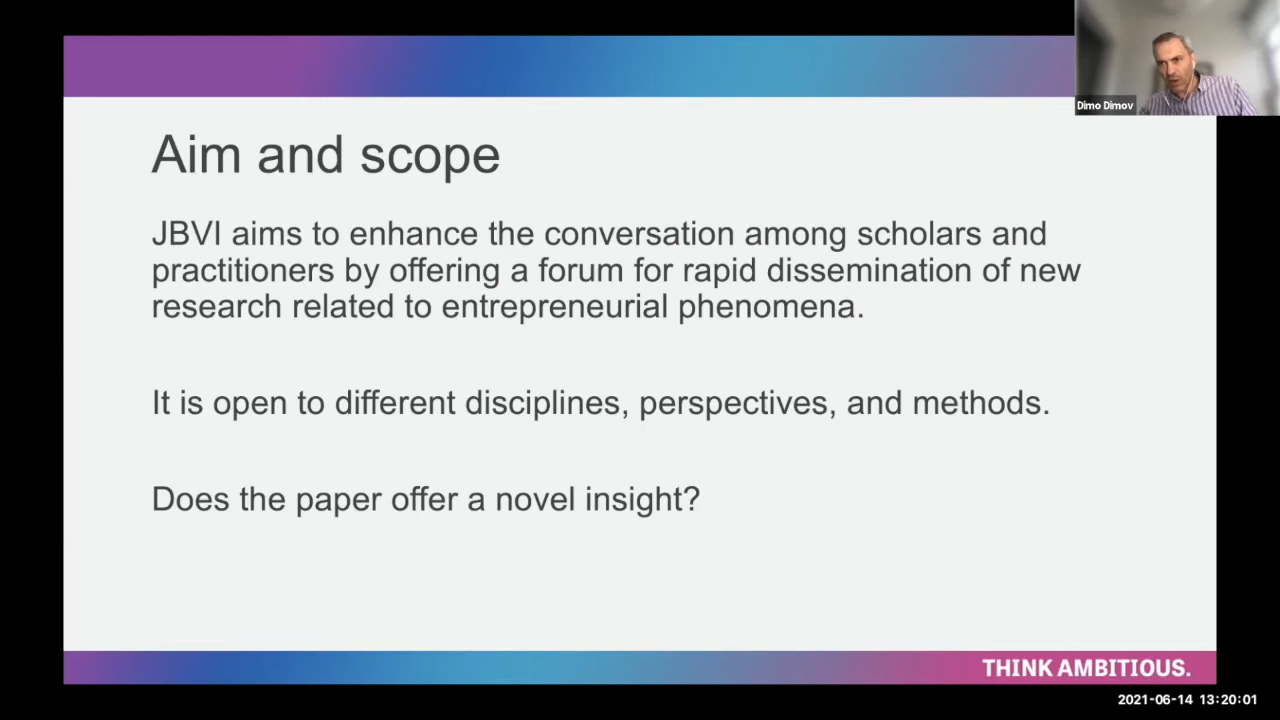 Dimo Dimov
Aim and scope
JBVI aims to enhance the conversation among scholars and
practitioners by offering a forum for rapid dissemination of new
research related to entrepreneurial phenomena.
It is open to different disciplines, perspectives, and methods.
Does the paper offer a novel insight?
THINK AMBITIOUS.
2021-06-14 13:20:01